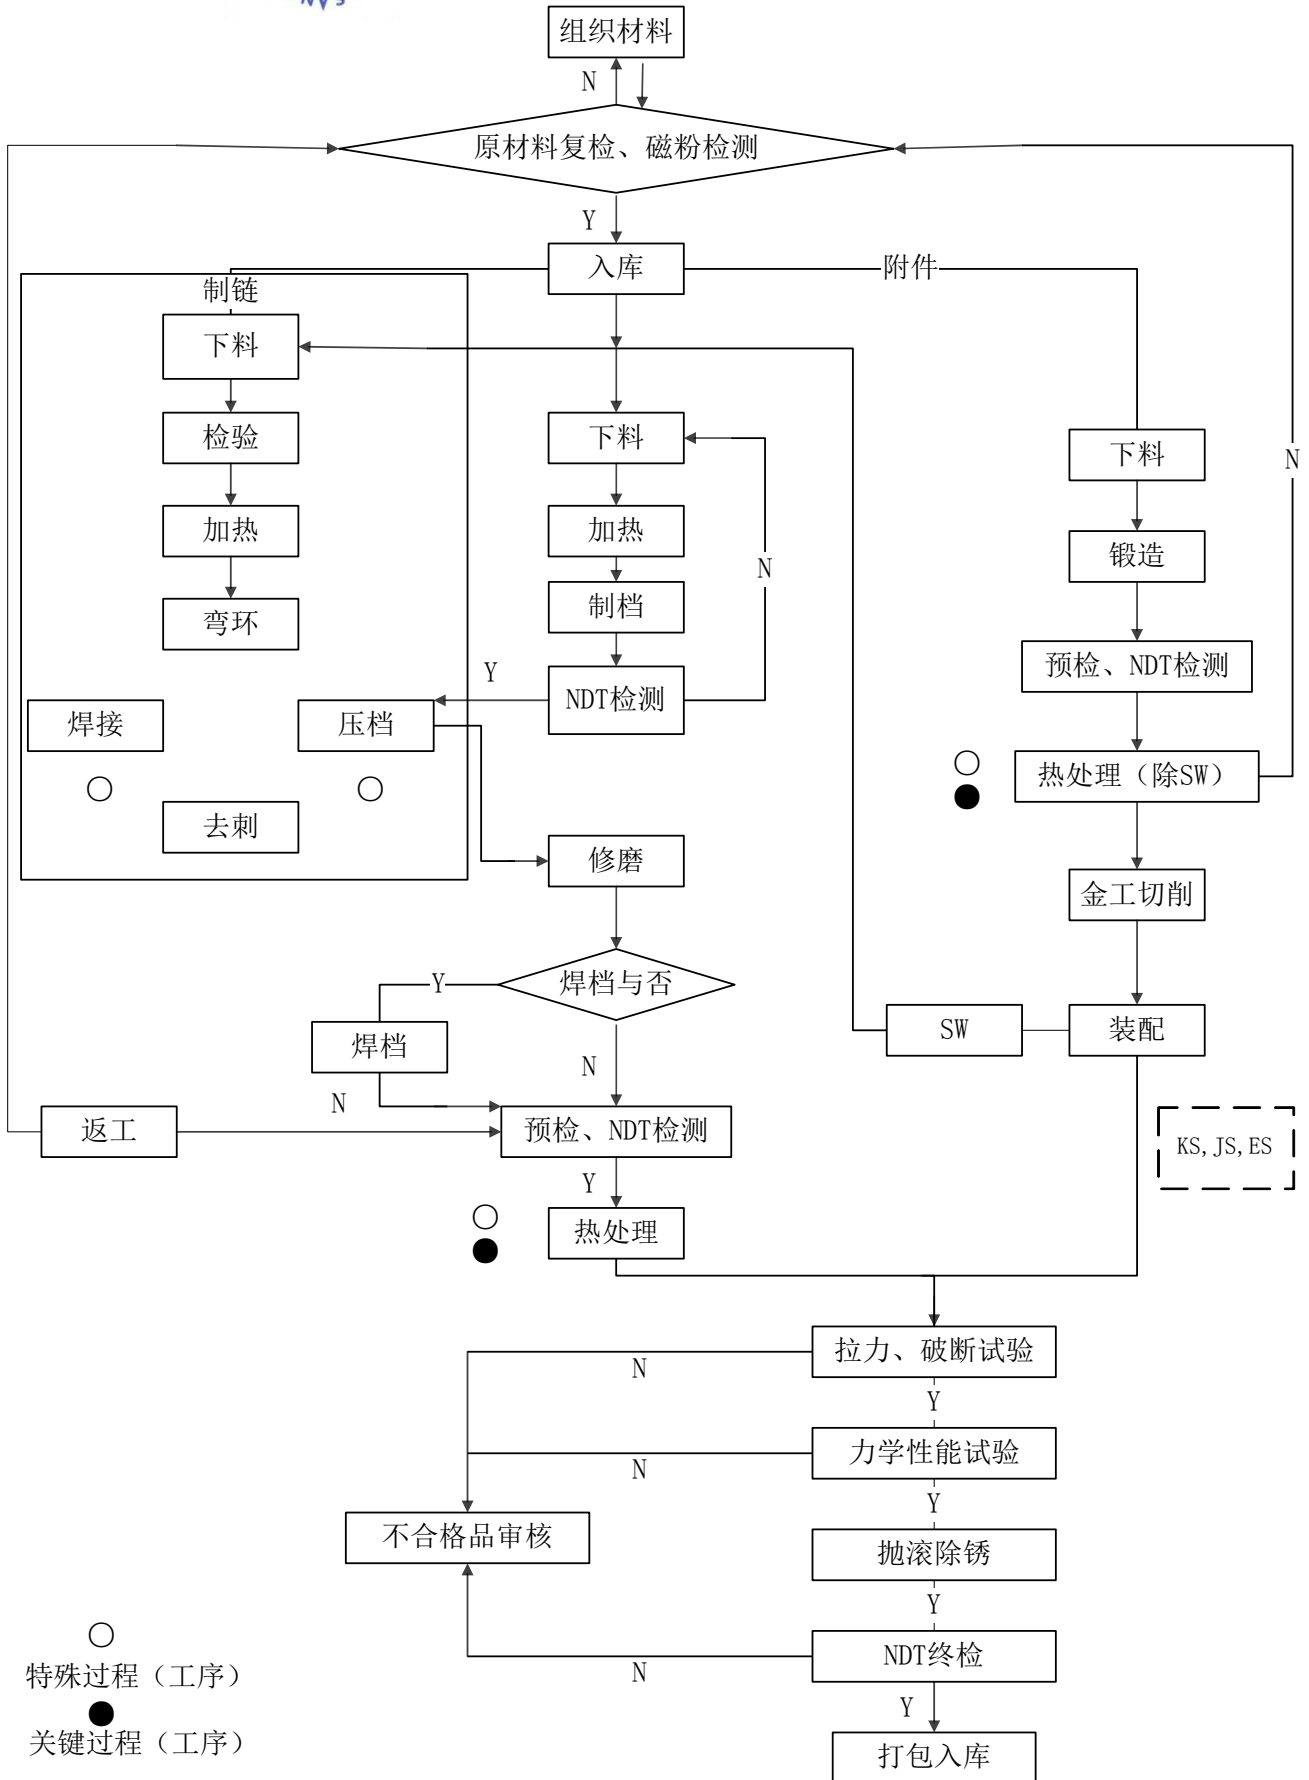 组织材料
N
原材料复检、磁粉检测
Y
入库
附件
制链
下料
检验
加热
弯环
焊接
压档
去刺
下料
加热
制档
NDT检测
N
Y
下料
锻造
预检、NDT检测
热处理（除SW）
N
金工切削
装配
SW
KS,JS,ES
修磨
焊档与否
Y
焊档
N
N
返工
预检、NDT检测
Y
热处理
拉力、破断试验
N
Y
力学性能试验
N
Y
不合格品审核
抛滚除锈
Y
NDT终检
N
Y
打包入库
特殊过程（工序）
关键过程（工序）